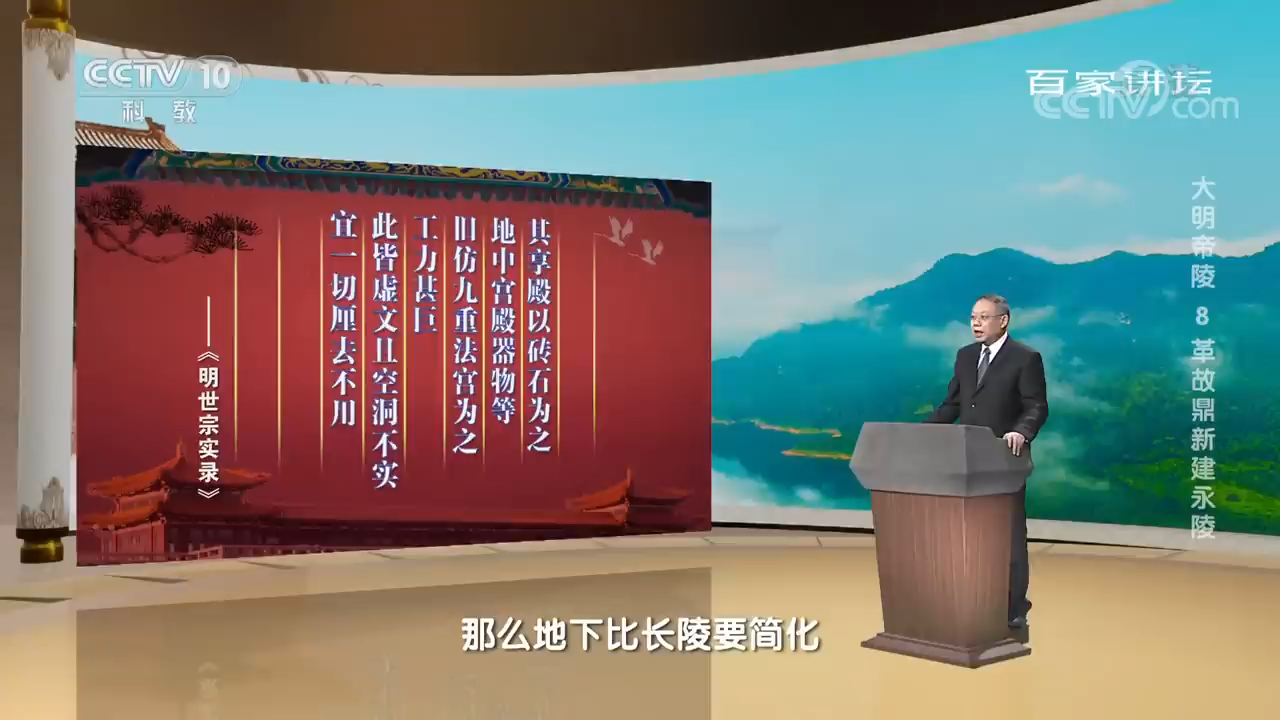 CCTV 10
科教
百家讲坛
CCTV.com
大明帝陵 8 革故鼎新建永陵
其享殿以砖石为之
地中宫殿器物等
旧仿九重法宫为之
工力甚巨
此皆虚文且空洞不实
宜一切厘去不用
——《明世宗实录》
那么地下比长陵要简化